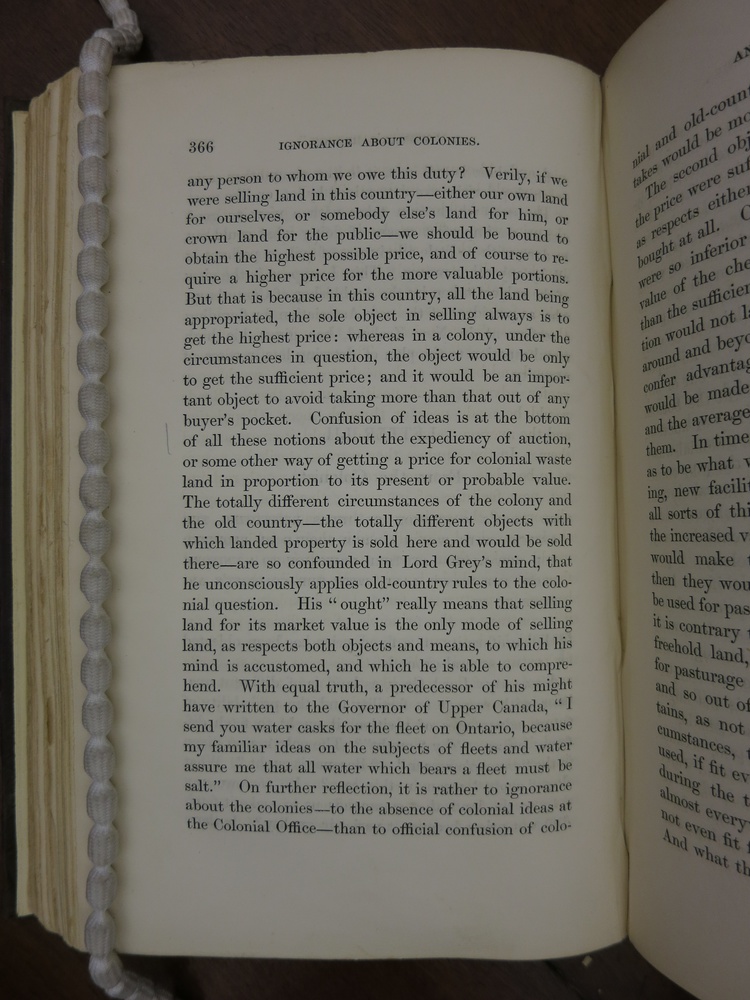 366 IGNORANCE ABOUT COLONIES.
any person to whom we owe this duty? Verily, if we
were selling land in this country—either our own land
for ourselves, or somebody else's land for him, or
crown land for the public—we should be bound to
obtain the highest possible price, and of course to re-
quire a higher price for the more valuable portions.
But that is because in this country, all the land being
appropriated, the sole object in selling always is to
get the highest price: whereas in a colony, under the
circumstances in question, the object would be only
to get the sufficient price; and it would be an impor-
tant object to avoid taking more than that out of any
buyer's pocket. Confusion of ideas is at the bottom
of all these notions about the expediency of auction,
or some other way of getting a price for colonial waste
land in proportion to its present or probable value.
The totally different circumstances of the colony and
the old country—the totally different objects with
which landed property is sold here and would be sold
there—are so confounded in Lord Grey's mind, that
he unconsciously applies old-country rules to the colo-
nial question. His "ought" really means that selling
land for its market value is the only mode of selling
land, as respects both objects and means, to which his
mind is accustomed, and which he is able to compre-
hend. With equal truth, a predecessor of his might
have written to the Governor of Upper Canada, "I
send you water casks for the fleet on Ontario, because
my familiar ideas on the subjects of fleets and water
assure me that all water which bears a fleet must be
salt." On further reflection, it is rather to ignorance
about the colonies—to the absence of colonial ideas at
the Colonial Office—than to official confusion of colo-
AN
nial and old-count
takes would be mo
The second obj
the price were suf
as respects either
bought at all. C
were so inferior
value of the che
than the sufficien
tion would not la
around and beyo
confer advantag
would be made
and the average
them. In time
as to be what v
ing, new facilit
all sorts of thi
the increased v
would make t
then they wou
be used for pas
it is contrary t
freehold land,
for pasturage
and so out of
tains, as not
cumstances, t
used, if fit ev
during the t
almost every
not even fit f
And what th